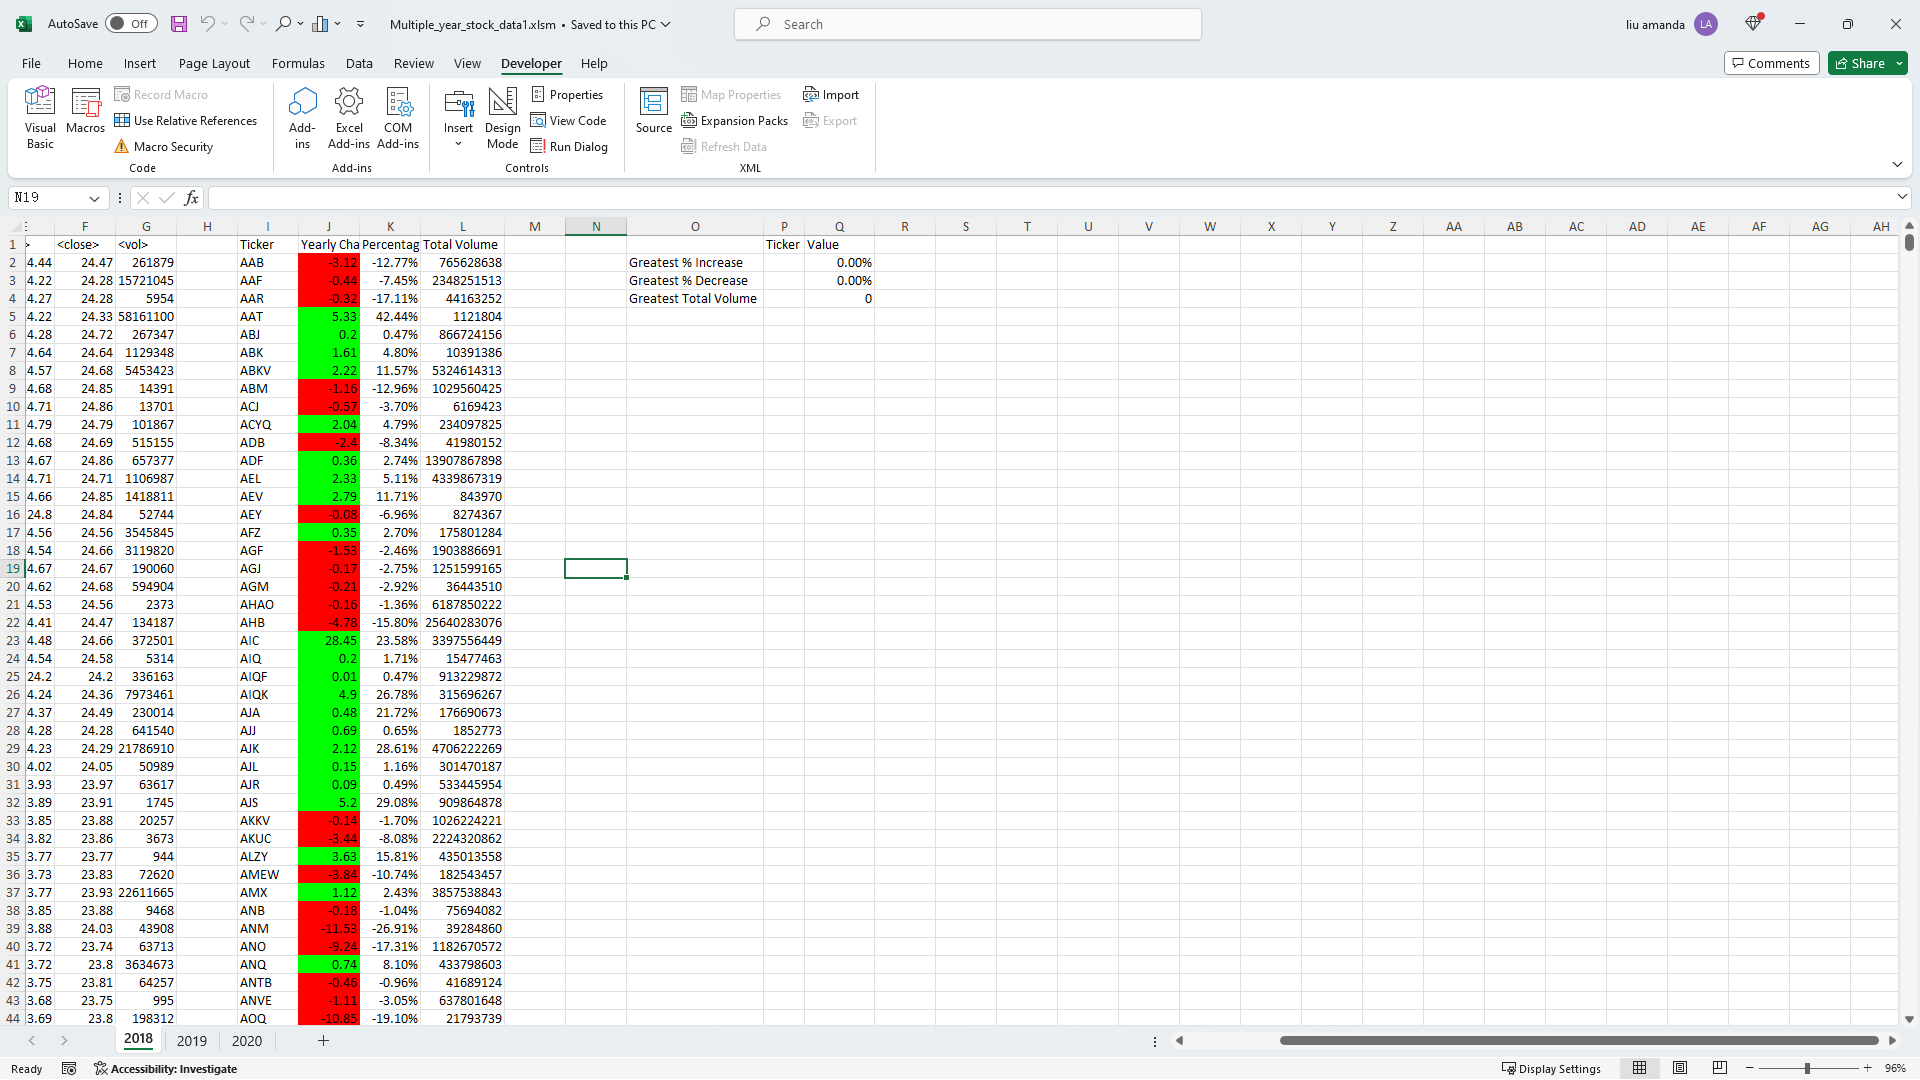 AutoSave Off Multiple_year_stock_data1.xlsm • Saved to this PC Search liu amanda LA
File Home Insert Page Layout Formulas Data Review View Developer Help Comments Share
Visual Basic
Macros
Record Macro
Use Relative References
Macro Security
Code
Add-ins
Excel Add-ins
COM Add-ins
Add-ins
Insert
Design Mode
Properties
View Code
Run Dialog
Controls
Source
Map Properties
Expansion Packs
Refresh Data
Import
Export
XML
N19 fx
F G H I J K L M N O P Q R S T U V W X Y Z AA AB AC AD AE AF AG AH
1 > <close> <vol> Ticker Yearly Cha Percentag Total Volume Ticker Value
2 4.44 24.47 261879 AAB -3.12 -12.77% 765628638 Greatest % Increase 0.00%
3 4.22 24.28 15721045 AAF -0.44 -7.45% 2348251513 Greatest % Decrease 0.00%
4 4.27 24.28 5954 AAR -0.32 -17.11% 44163252 Greatest Total Volume 0
5 4.22 24.33 58161100 AAT 5.33 42.44% 1121804
6 4.28 24.72 267347 ABJ 0.2 0.47% 866724156
7 4.64 24.64 1129348 ABK 1.61 4.80% 10391386
8 4.57 24.68 5453423 ABKV 2.22 11.57% 5324614313
9 4.68 24.85 14391 ABM -1.16 -12.96% 1029560425
10 4.71 24.86 13701 ACJ -0.57 -3.70% 6169423
11 4.79 24.79 101867 ACYQ 2.04 4.79% 234097825
12 4.68 24.69 515155 ADB -2.4 -8.34% 41980152
13 4.67 24.86 657377 ADF 0.36 2.74% 13907867898
14 4.71 24.71 1106987 AEL 2.33 5.11% 4339867319
15 4.66 24.85 1418811 AEV 2.79 11.71% 843970
16 24.8 24.84 52744 AEY -0.08 -6.96% 8274367
17 4.56 24.56 3545845 AFZ 0.35 2.70% 175801284
18 4.54 24.66 3119820 AGF -1.53 -2.46% 1903886691
19 4.67 24.67 190060 AGJ -0.17 -2.75% 1251599165
20 4.62 24.68 594904 AGM -0.21 -2.92% 36443510
21 4.53 24.56 2373 AHAO -0.16 -1.36% 6187850222
22 4.41 24.47 134187 AHB -4.78 -15.80% 25640283076
23 4.48 24.66 372501 AIC 28.45 23.58% 3397556449
24 4.54 24.58 5314 AIQ 0.2 1.71% 15477463
25 24.2 24.2 336163 AIQF 0.01 0.47% 913229872
26 4.24 24.36 7973461 AIQK 4.9 26.78% 315696267
27 4.37 24.49 230014 AJA 0.48 21.72% 176690673
28 4.28 24.28 641540 AJJ 0.69 0.65% 1852773
29 4.23 24.29 21786910 AJK 2.12 28.61% 4706222269
30 4.02 24.05 50989 AJL 0.15 1.16% 301470187
31 3.93 23.97 63617 AJR 0.09 0.49% 533445954
32 3.89 23.91 1745 AJS 5.2 29.08% 909864878
33 3.85 23.88 20257 AKKV -0.14 -1.70% 1026224221
34 3.82 23.86 3673 AKUC -3.44 -8.08% 2224320862
35 3.77 23.77 944 ALZY 3.63 15.81% 435013558
36 3.73 23.83 72620 AMEW -3.84 -10.74% 182543457
37 3.77 23.93 22611665 AMX 1.12 2.43% 3857538843
38 3.85 23.88 9468 ANB -0.18 -1.04% 75694082
39 3.88 24.03 43908 ANM -11.53 -26.91% 39284860
40 3.72 23.74 63713 ANO -9.24 -17.31% 1182670572
41 3.72 23.8 3634673 ANQ 0.74 8.10% 433798603
42 3.75 23.81 64257 ANTB -0.46 -0.96% 41689124
43 3.68 23.75 995 ANVE -1.11 -3.05% 637801648
44 3.69 23.8 198312 AOQ -10.85 -19.10% 21793739
2018 2019 2020
Ready Accessibility: Investigate Display Settings 96%